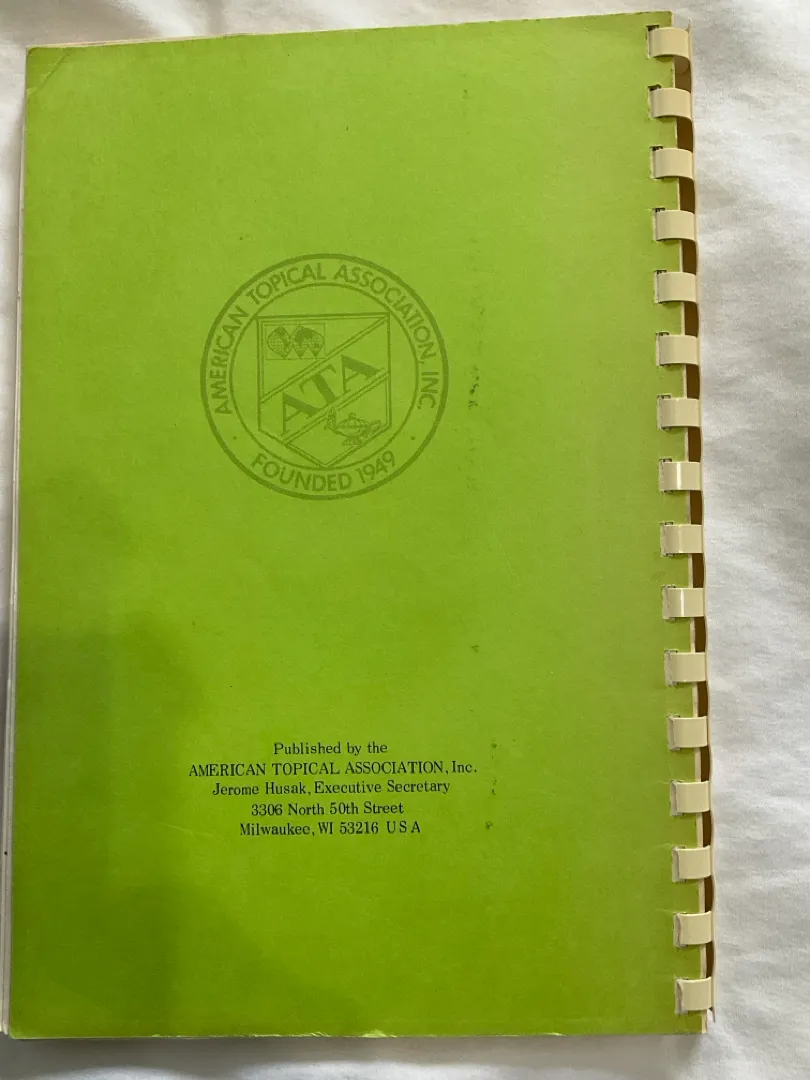 AMERICAN TOPICAL ASSOCIATION, INC.
ATA
FOUNDED 1949
Published by the
AMERICAN TOPICAL ASSOCIATION, Inc.
Jerome Husak, Executive Secretary
3306 North 50th Street
Milwaukee, WI 53216 U S A